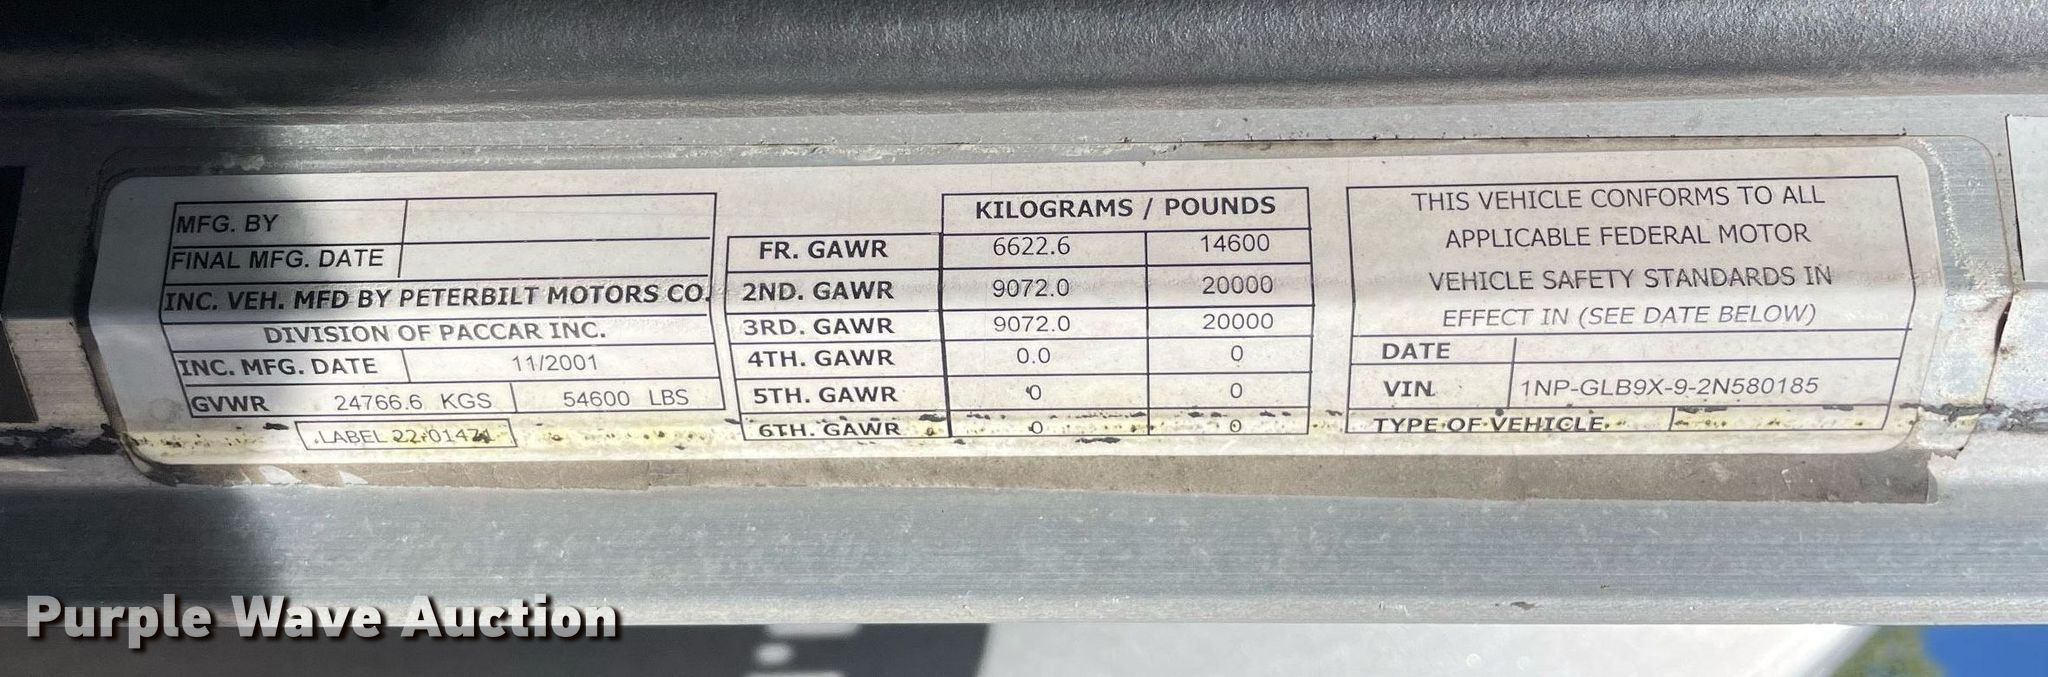 MFG. BY
FINAL MFG. DATE
INC. VEH. MFD BY PETERBILT MOTORS CO.
DIVISION OF PACCAR INC.
INC. MFG. DATE 11/2001
GVWR 24766.6 KGS 54600 LBS
LABEL 22-01471
KILOGRAMS / POUNDS
FR. GAWR 6622.6 14600
2ND. GAWR 9072.0 20000
3RD. GAWR 9072.0 20000
4TH. GAWR 0.0 0
5TH. GAWR 0 0
6TH. GAWR 0 0
THIS VEHICLE CONFORMS TO ALL
APPLICABLE FEDERAL MOTOR
VEHICLE SAFETY STANDARDS IN
EFFECT IN (SEE DATE BELOW)
DATE
VIN 1NP-GLB9X-9-2N580185
TYPE OF VEHICLE
Purple Wave Auction